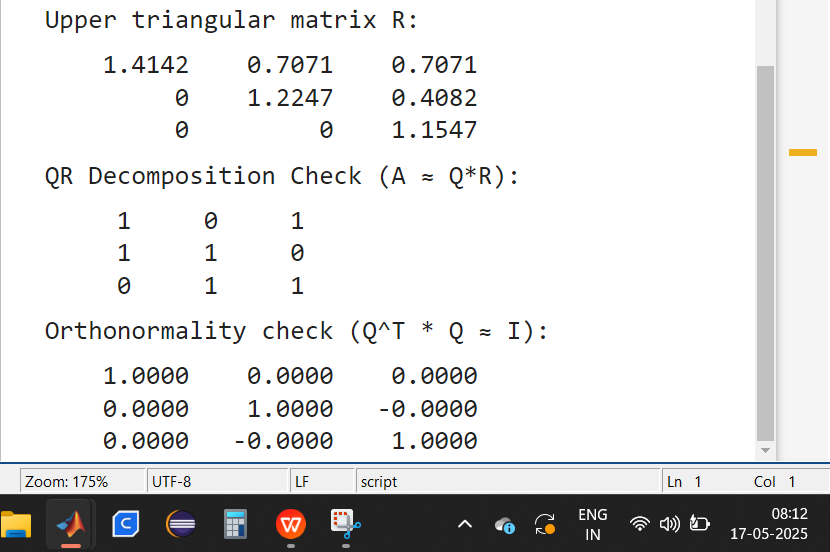 Upper triangular matrix R:
1.4142 0.7071 0.7071
0 1.2247 0.4082
0 0 1.1547
QR Decomposition Check (A ≈ Q*R):
1 0 1
1 1 0
0 1 1
Orthonormality check (Q^T * Q ≈ I):
1.0000 0.0000 0.0000
0.0000 1.0000 -0.0000
0.0000 -0.0000 1.0000
Zoom: 175% UTF-8 LF script Ln 1 Col 1
ENG 08:12
IN 17-05-2025